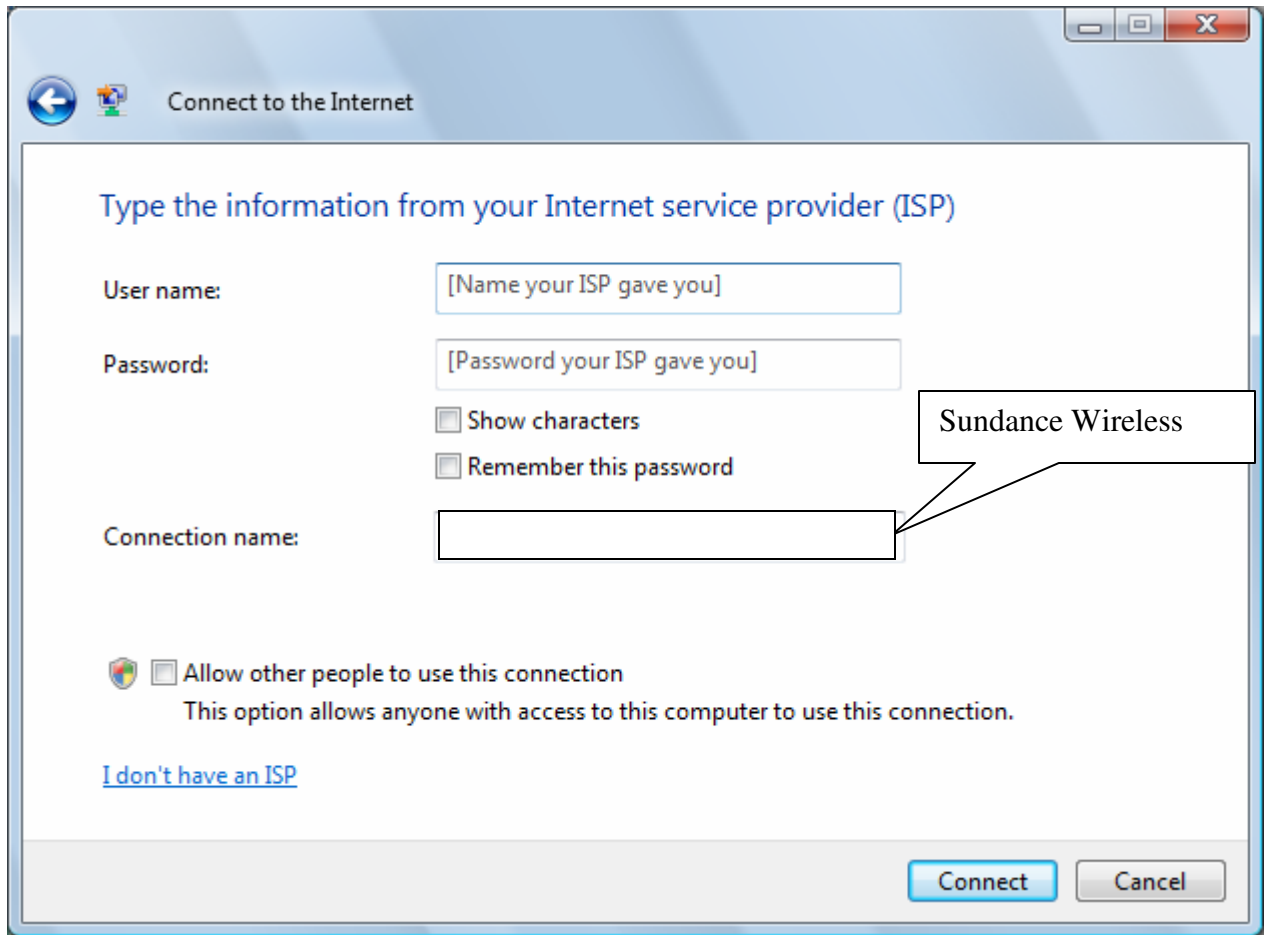 Connect to the Internet
Type the information from your Internet service provider (ISP)
User name:
[Name your ISP gave you]
Password:
[Password your ISP gave you]
Show characters
Remember this password
Sundance Wireless
Connection name:
Allow other people to use this connection
This option allows anyone with access to this computer to use this connection.
I don't have an ISP
Connect
Cancel